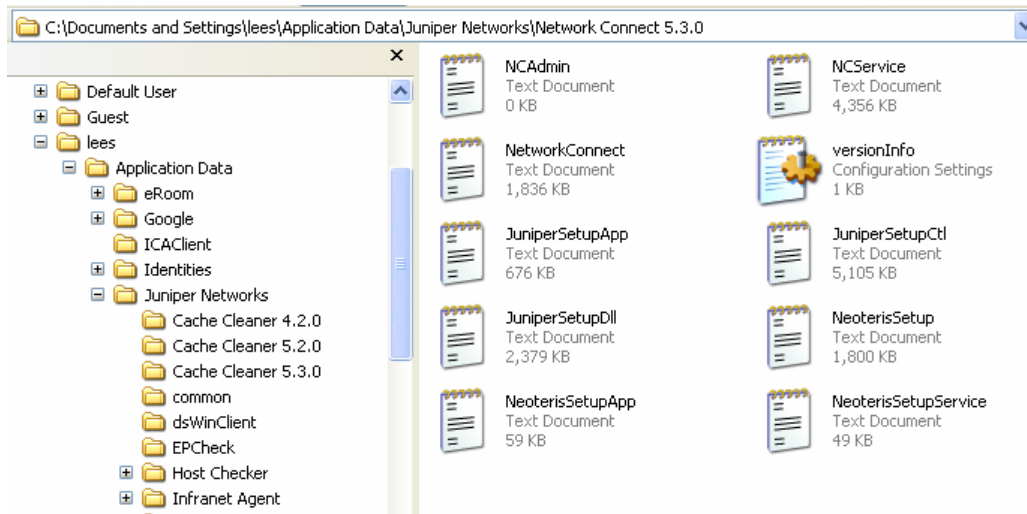 C:\Documents and Settings\lees\Application Data\Juniper Networks\Network Connect 5.3.0
Default User
Guest
lees
Application Data
eRoom
Google
ICAClient
Identities
Juniper Networks
Cache Cleaner 4.2.0
Cache Cleaner 5.2.0
Cache Cleaner 5.3.0
common
dsWinClient
EPCheck
Host Checker
Infranet Agent
NCAdmin
Text Document
0 KB
NCService
Text Document
4,356 KB
NetworkConnect
Text Document
1,836 KB
versionInfo
Configuration Settings
1 KB
JuniperSetupApp
Text Document
676 KB
JuniperSetupCtl
Text Document
5,105 KB
JuniperSetupDll
Text Document
2,379 KB
NeoterisSetup
Text Document
1,800 KB
NeoterisSetupApp
Text Document
59 KB
NeoterisSetupService
Text Document
49 KB